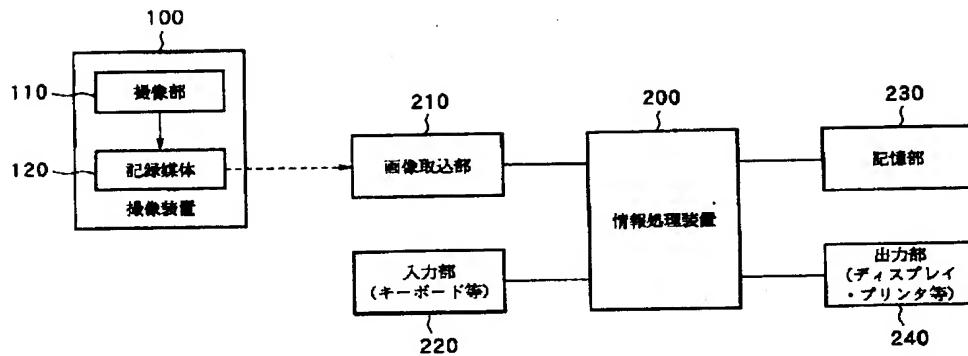 100
110
撮像部
120
記録媒体
撮像装置
210
画像取込部
200
情報処理装置
230
記憶部
入力部
(キーボード等)
220
出力部
(ディスプレイ
・プリンタ等)
240